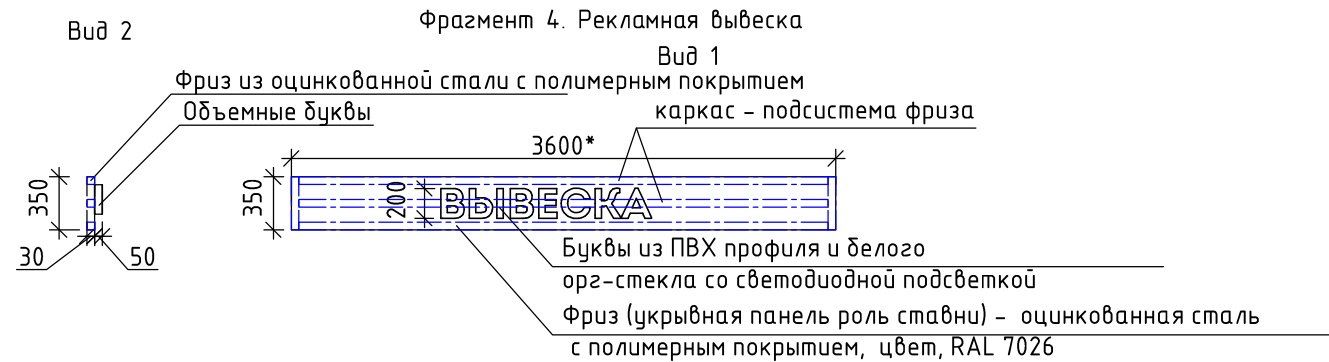 Фрагмент 4. Рекламная вывеска
Вид 2
Вид 1
Фриз из оцинкованной стали с полимерным покрытием
Объемные буквы
каркас - подсистема фриза
3600*
350
350
200
ВЫВЕСКА
30
50
Буквы из ПВХ профиля и белого
орг-стекла со светодиодной подсветкой
Фриз (укрывная панель роль ставни) - оцинкованная сталь
с полимерным покрытием, цвет, RAL 7026